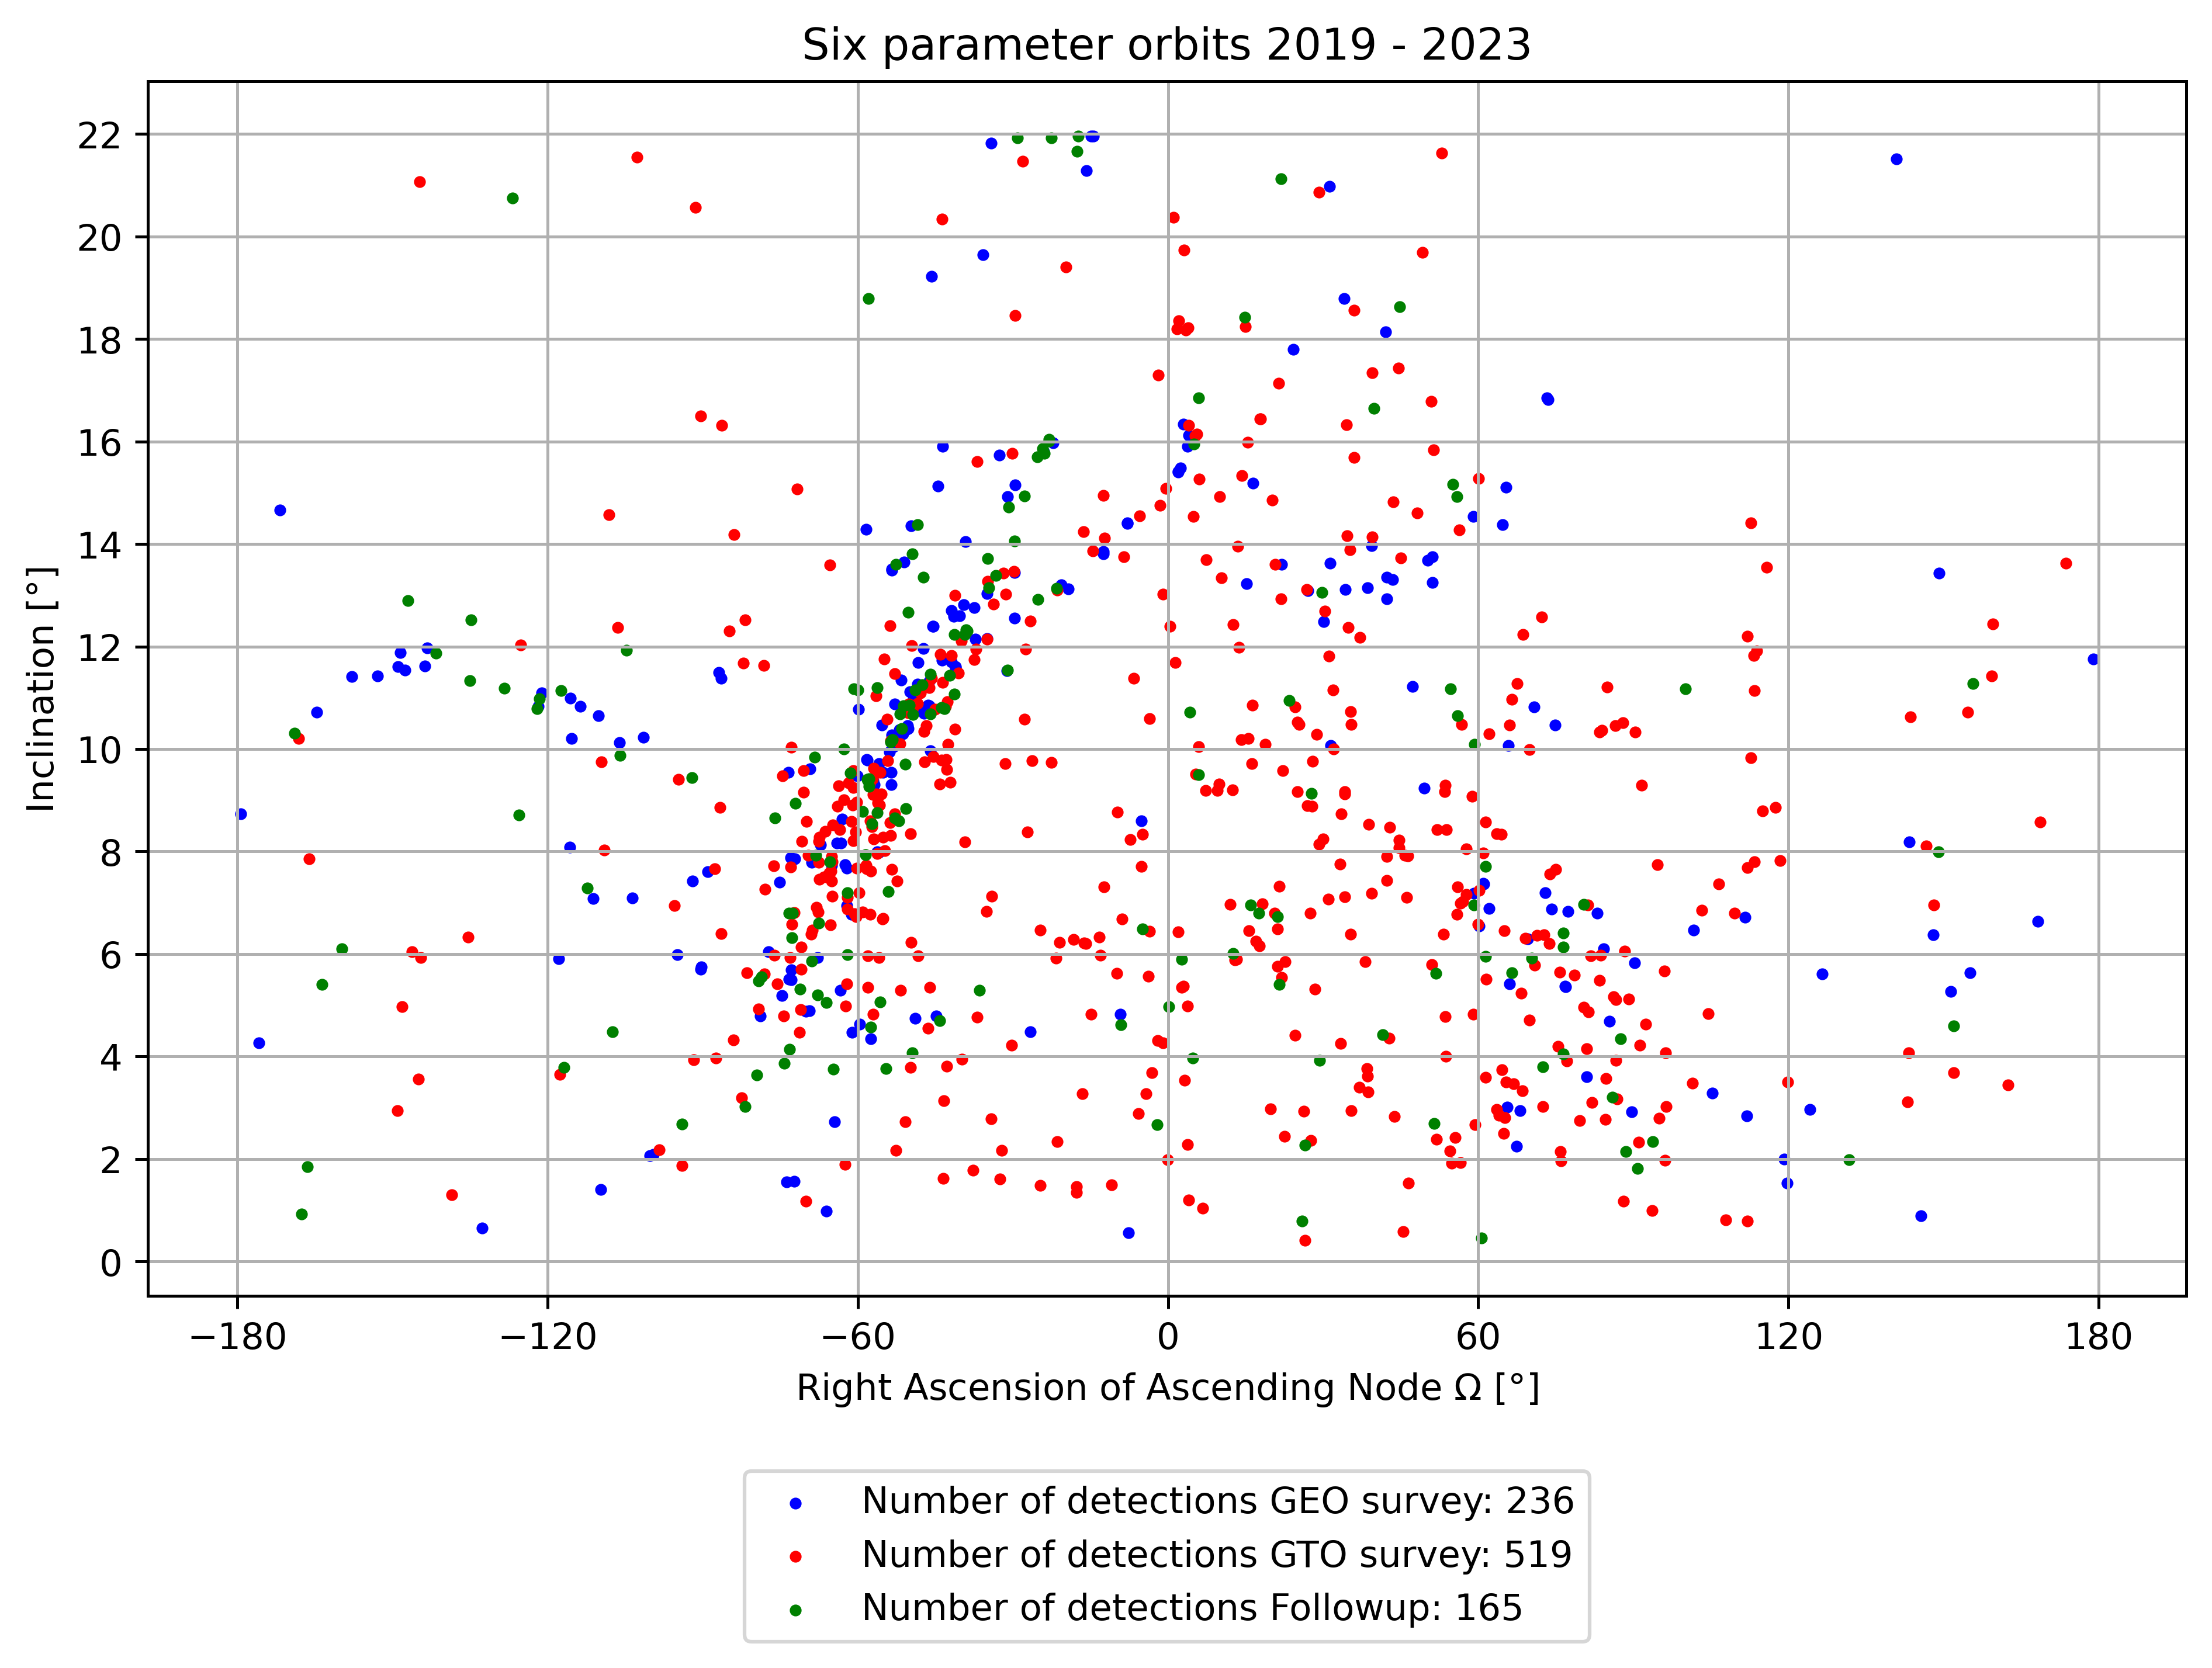 Six parameter orbits 2019 - 2023
22
20
18
16
14
12
10
8
6
4
2
0
Inclination [°]
−180 −120 −60 0 60 120 180
Right Ascension of Ascending Node Ω [°]
Number of detections GEO survey: 236
Number of detections GTO survey: 519
Number of detections Followup: 165